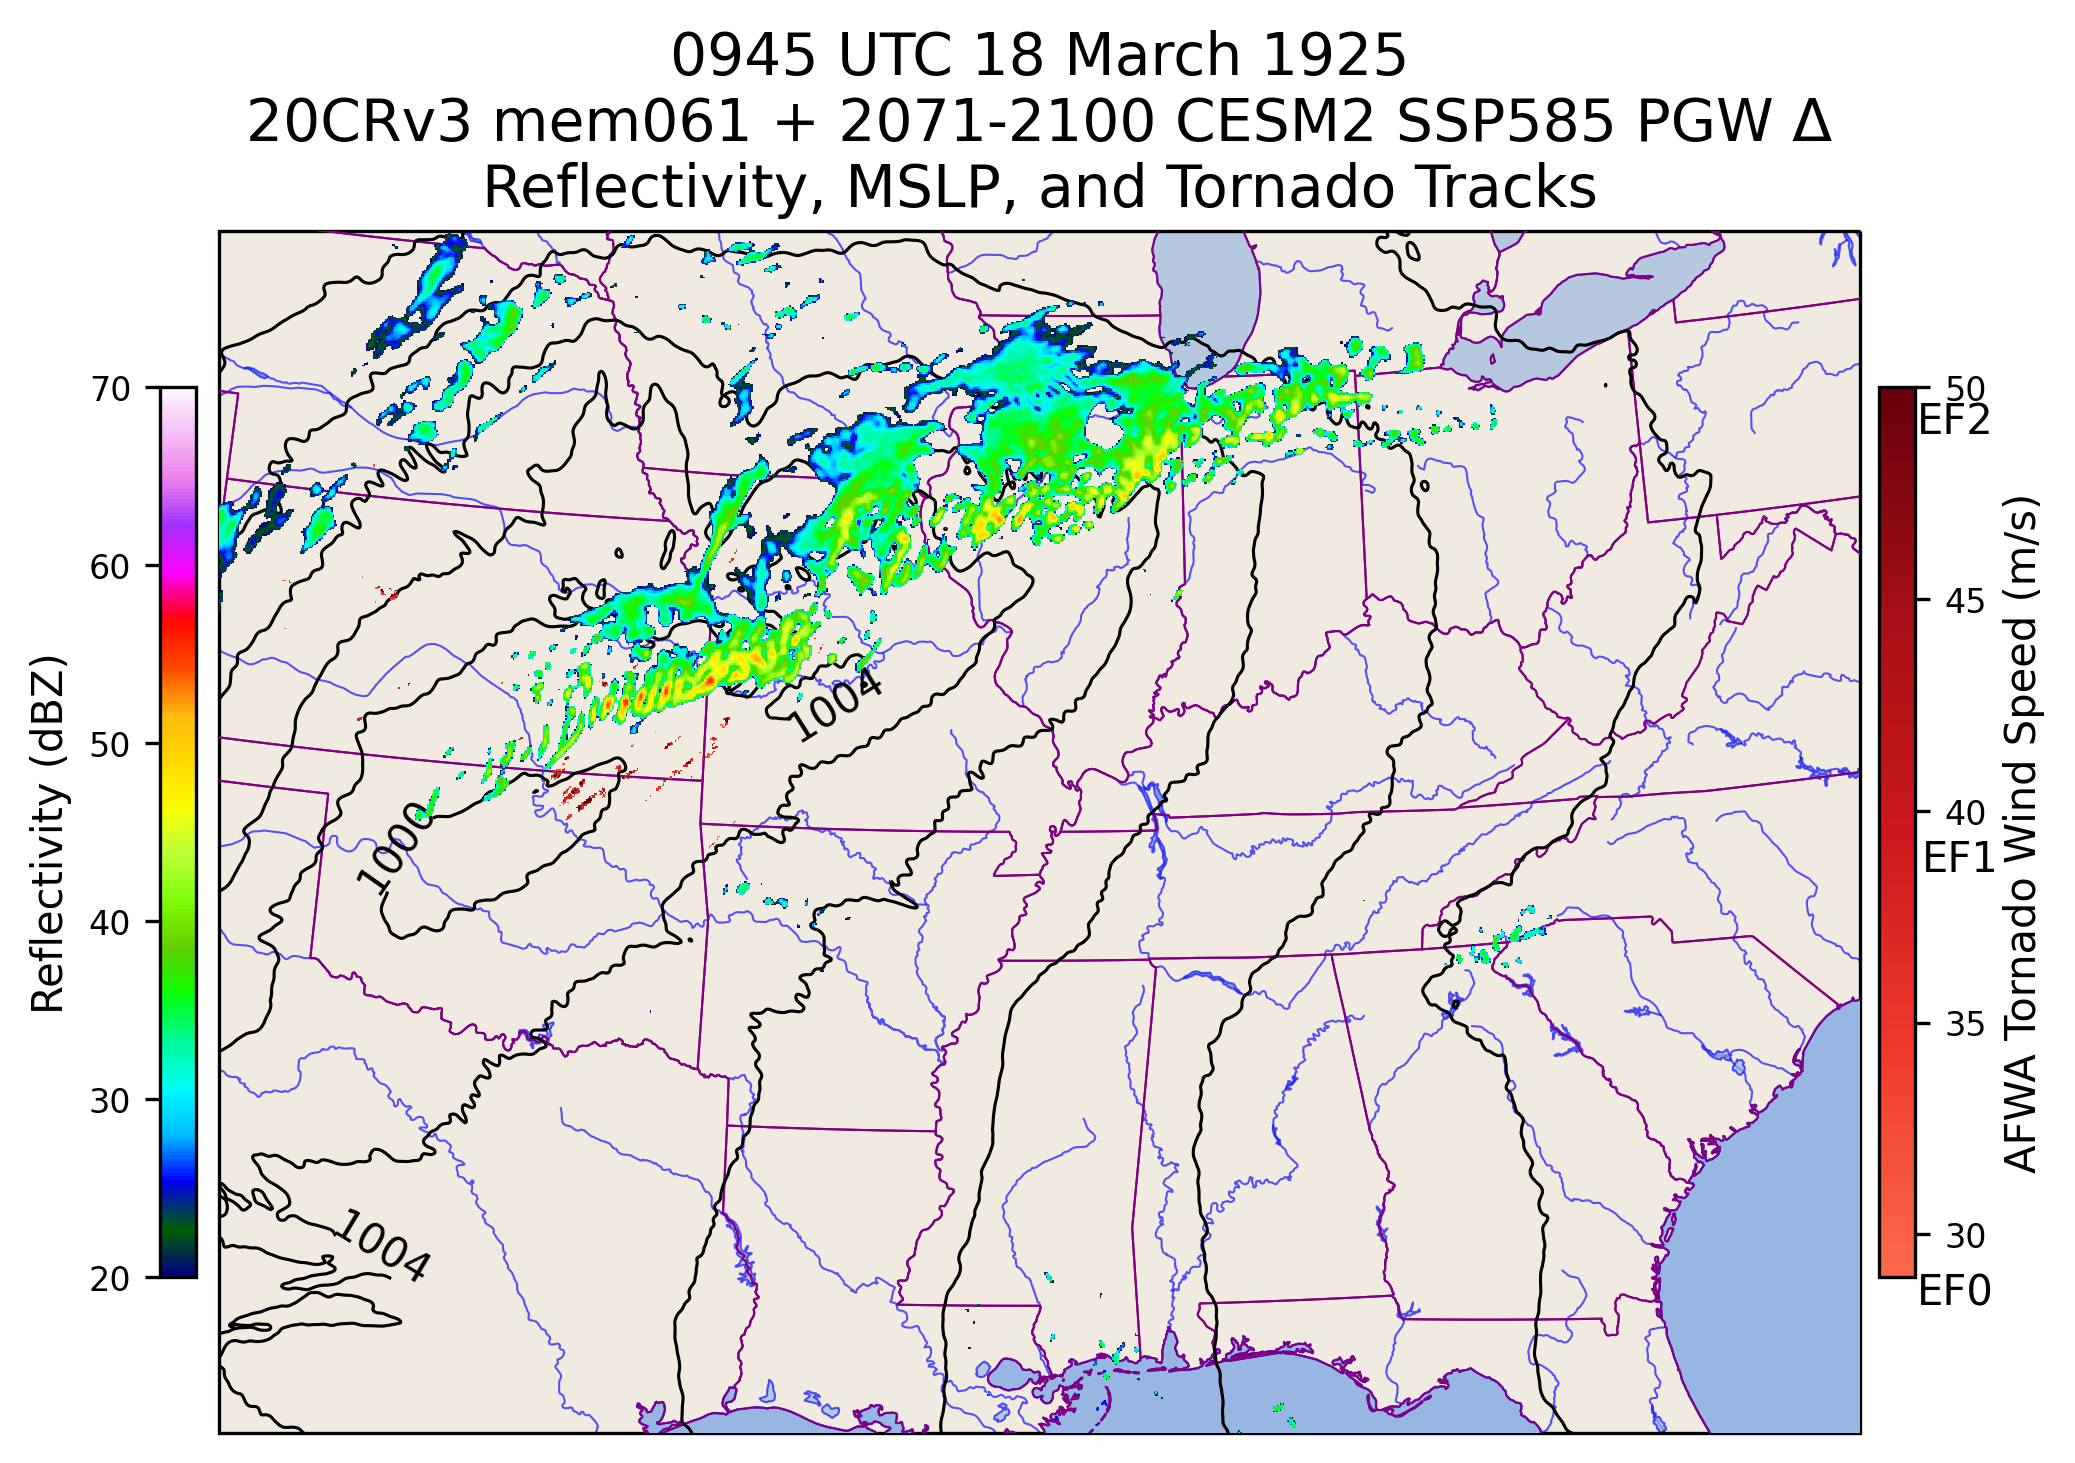 0945 UTC 18 March 1925
20CRv3 mem061 + 2071-2100 CESM2 SSP585 PGW Δ
Reflectivity, MSLP, and Tornado Tracks
70
60
50
40
30
20
Reflectivity (dBZ)
1004
1000
1004
50
EF2
45
40
EF1
35
30
EF0
AFWA Tornado Wind Speed (m/s)